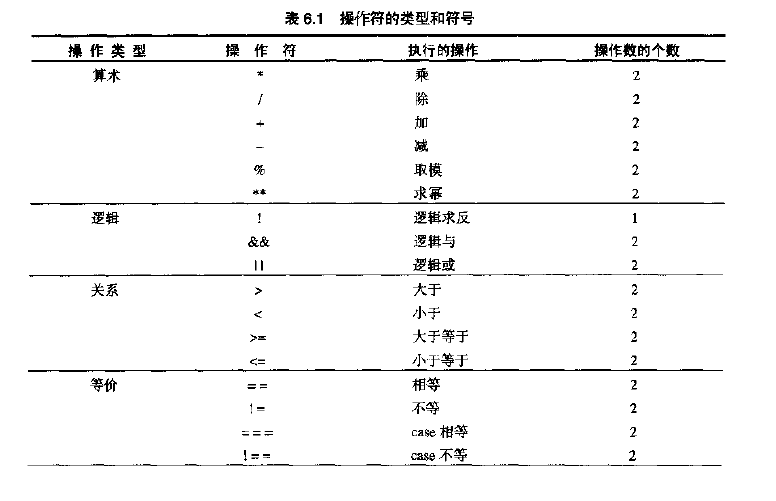 表 6.1 操作符的类型和符号
操作类型 操作符 执行的操作 操作数的个数
算术 * 乘 2
/ 除 2
+ 加 2
- 减 2
% 取模 2
** 求幂 2
逻辑 ! 逻辑求反 1
&& 逻辑与 2
|| 逻辑或 2
关系 > 大于 2
< 小于 2
>= 大于等于 2
<= 小于等于 2
等价 == 相等 2
!= 不等 2
=== case 相等 2
!== case 不等 2